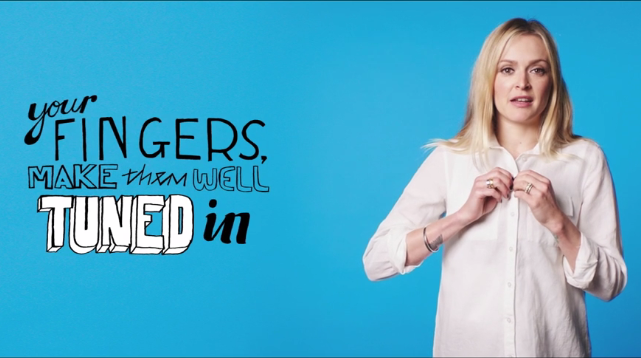 your
FINGERS,
MAKE them WELL
TUNED in